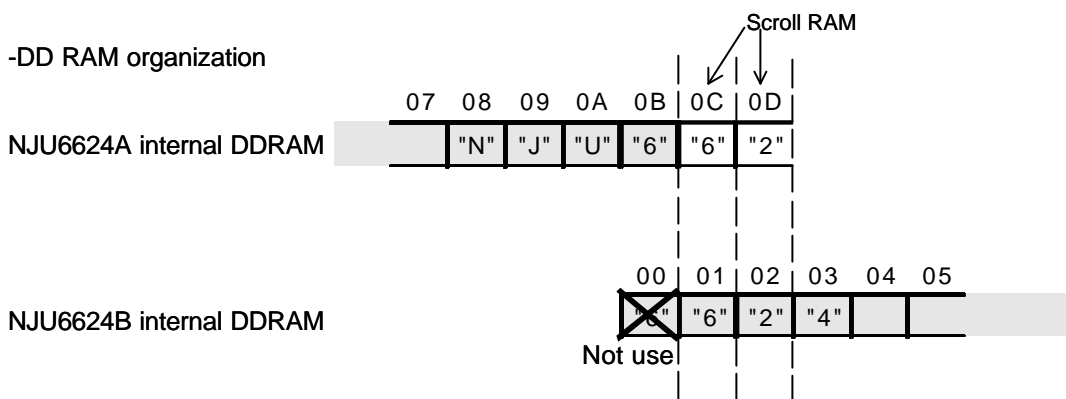 Scroll RAM
-DD RAM organization
07 08 09 0A 0B 0C 0D
NJU6624A internal DDRAM "N" "J" "U" "6" "6" "2"
00 01 02 03 04 05
NJU6624B internal DDRAM "6" "6" "2" "4"
Not use